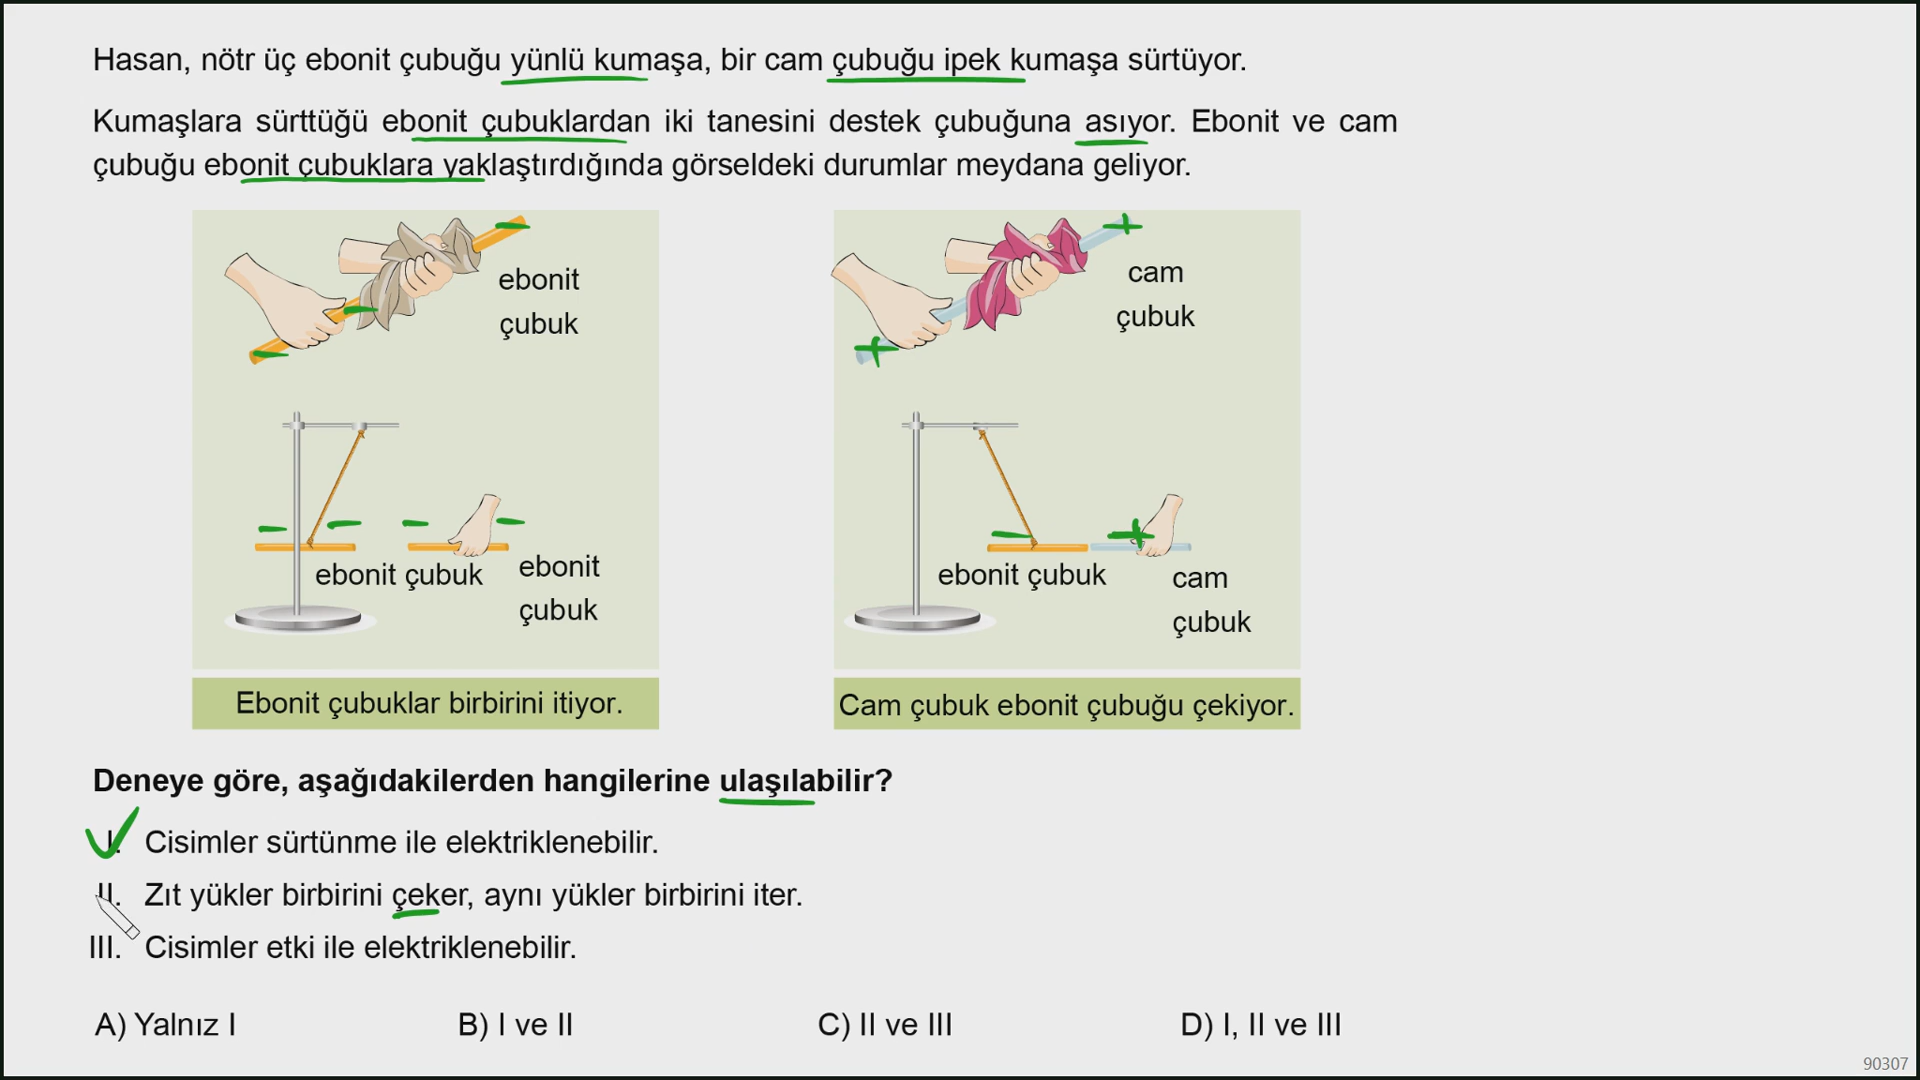 Hasan, nötr üç ebonit çubuğu yünlü kumaşa, bir cam çubuğu ipek kumaşa sürtüyor.
Kumaşlara sürttüğü ebonit çubuklardan iki tanesini destek çubuğuna asıyor. Ebonit ve cam
çubuğu ebonit çubuklara yaklaştırdığında görseldeki durumlar meydana geliyor.
ebonit
çubuk
cam
çubuk
ebonit çubuk
ebonit
çubuk
ebonit çubuk
cam
çubuk
Ebonit çubuklar birbirini itiyor.
Cam çubuk ebonit çubuğu çekiyor.
Deneye göre, aşağıdakilerden hangilerine ulaşılabilir?
I. Cisimler sürtünme ile elektriklenebilir.
II. Zıt yükler birbirini çeker, aynı yükler birbirini iter.
III. Cisimler etki ile elektriklenebilir.
A) Yalnız I
B) I ve II
C) II ve III
D) I, II ve III
90307